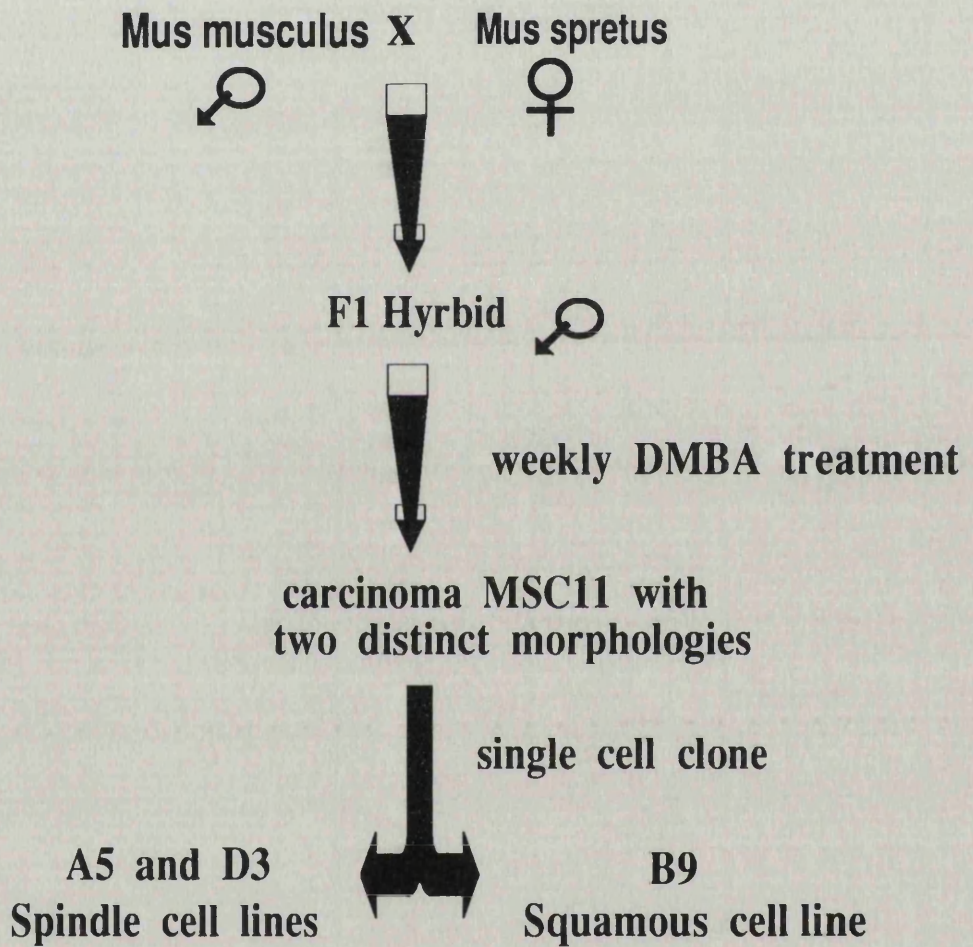 Mus musculus X Mus spretus
F1 Hyrbid
weekly DMBA treatment
carcinoma MSC11 with
two distinct morphologies
single cell clone
A5 and D3
Spindle cell lines
B9
Squamous cell line